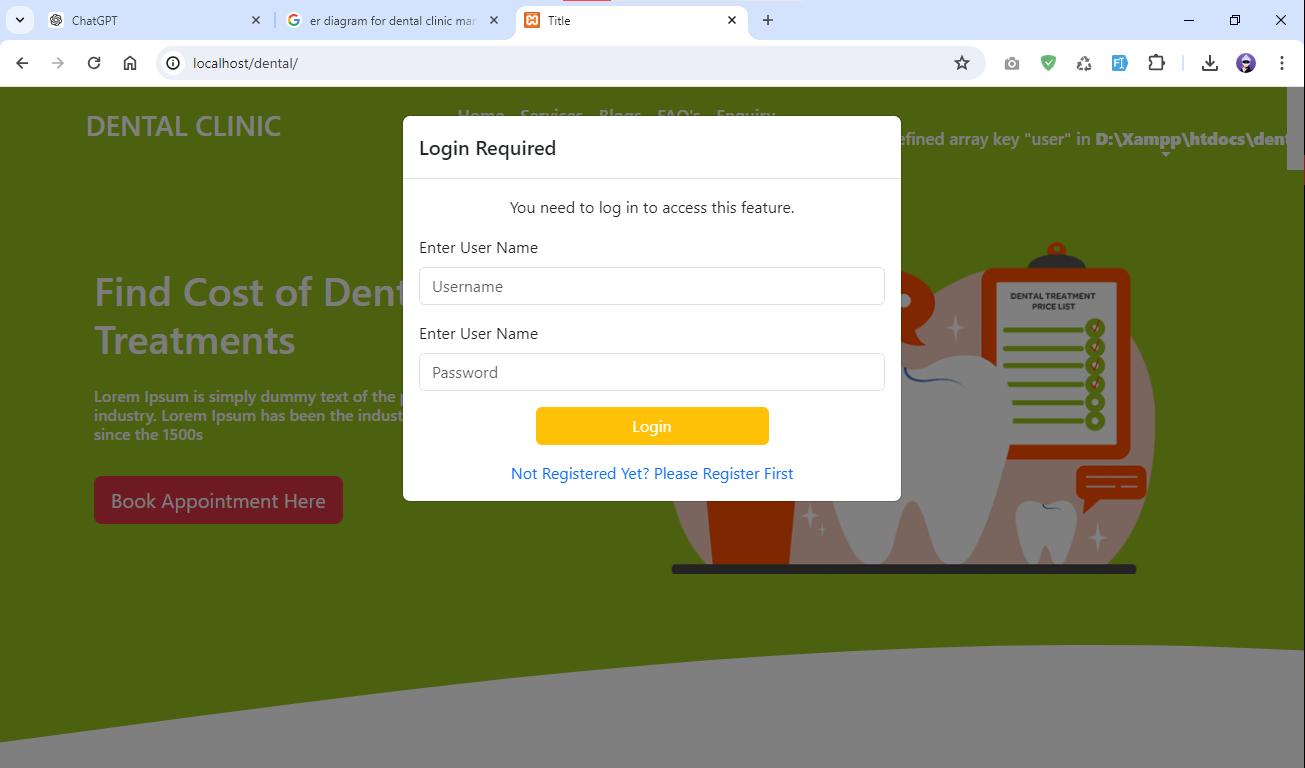 ChatGPT
er diagram for dental clinic mar
Title
localhost/dental/
DENTAL CLINIC
Home Services Blogs FAQ's Enquiry
efined array key "user" in D:\Xampp\htdocs\dent
Login Required
You need to log in to access this feature.
Enter User Name
Username
Enter User Name
Password
Login
Not Registered Yet? Please Register First
Find Cost of Dent
Treatments
Lorem Ipsum is simply dummy text of the p
industry. Lorem Ipsum has been the indust
since the 1500s
Book Appointment Here
DENTAL TREATMENT
PRICE LIST